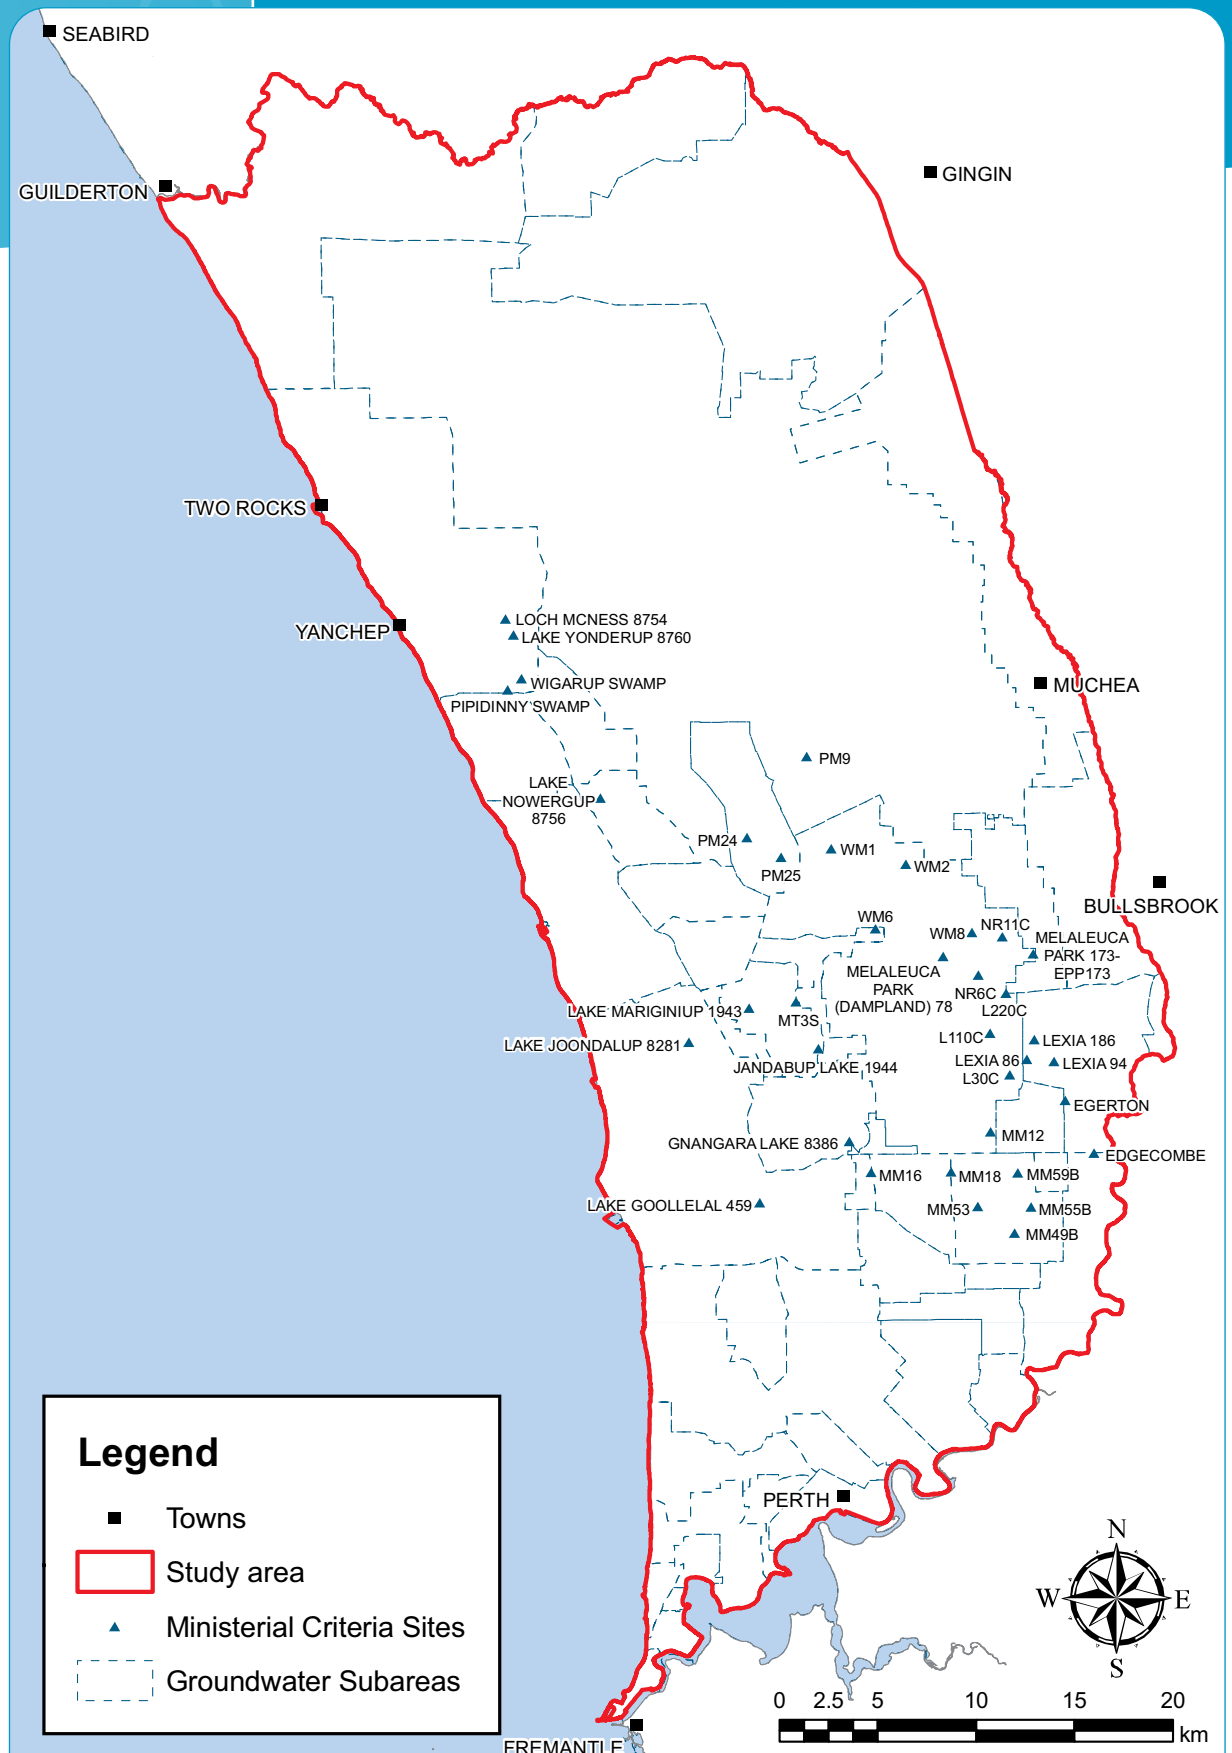 SEABIRD
GINGIN
GUILDERTON
TWO ROCKS
LOCH MCNESS 8754
YANCHEP
LAKE YONDERUP 8760
WIGARUP SWAMP
MUCHEA
PIPIDINNY SWAMP
PM9
LAKE
NOWERGUP
8756
PM24
WM1
PM25
WM2
BULLSBROOK
WM6
NR11C
WM8
MELALEUCA
PARK 173-
EPP173
MELALEUCA
PARK
(DAMPLAND) 78
NR6C
L220C
LAKE MARIGINIUP 1943
MT3S
L110C
LEXIA 186
LAKE JOONDALUP 8281
LEXIA 86
LEXIA 94
JANDABUP LAKE 1944
L30C
EGERTON
MM12
GNANGARA LAKE 8386
EDGECOMBE
MM16
MM18
MM59B
LAKE GOOLLELAL 459
MM53
MM55B
MM49B
Legend
Towns
Study area
Ministerial Criteria Sites
Groundwater Subareas
PERTH
N
W
E
S
0 2.5 5 10 15 20
km
FREMANTLE